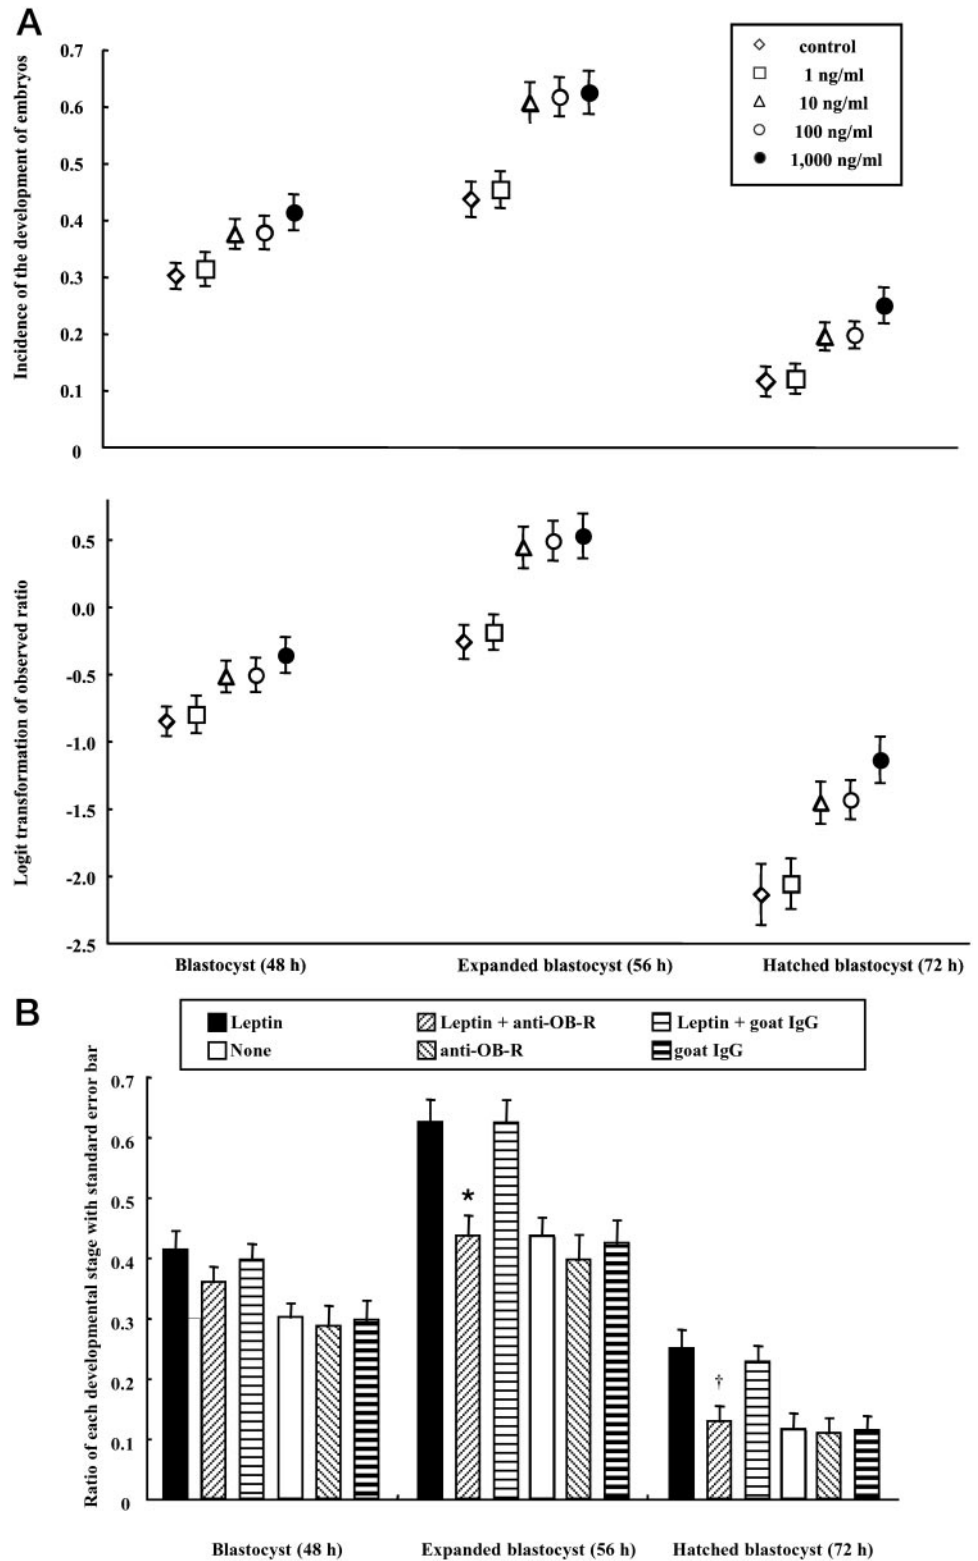 A
Incidence of the development of embryos
0.7
0.6
0.5
0.4
0.3
0.2
0.1
0
control
1 ng/ml
10 ng/ml
100 ng/ml
1,000 ng/ml
Logit transformation of observed ratio
0.5
0.0
-0.5
-1.0
-1.5
-2.0
-2.5
Blastocyst (48 h)
Expanded blastocyst (56 h)
Hatched blastocyst (72 h)
B
Leptin
Leptin + anti-OB-R
Leptin + goat IgG
None
anti-OB-R
goat IgG
Ratio of each developmental stage with standard error bar
0.7
0.6
0.5
0.4
0.3
0.2
0.1
0
*
†
Blastocyst (48 h)
Expanded blastocyst (56 h)
Hatched blastocyst (72 h)